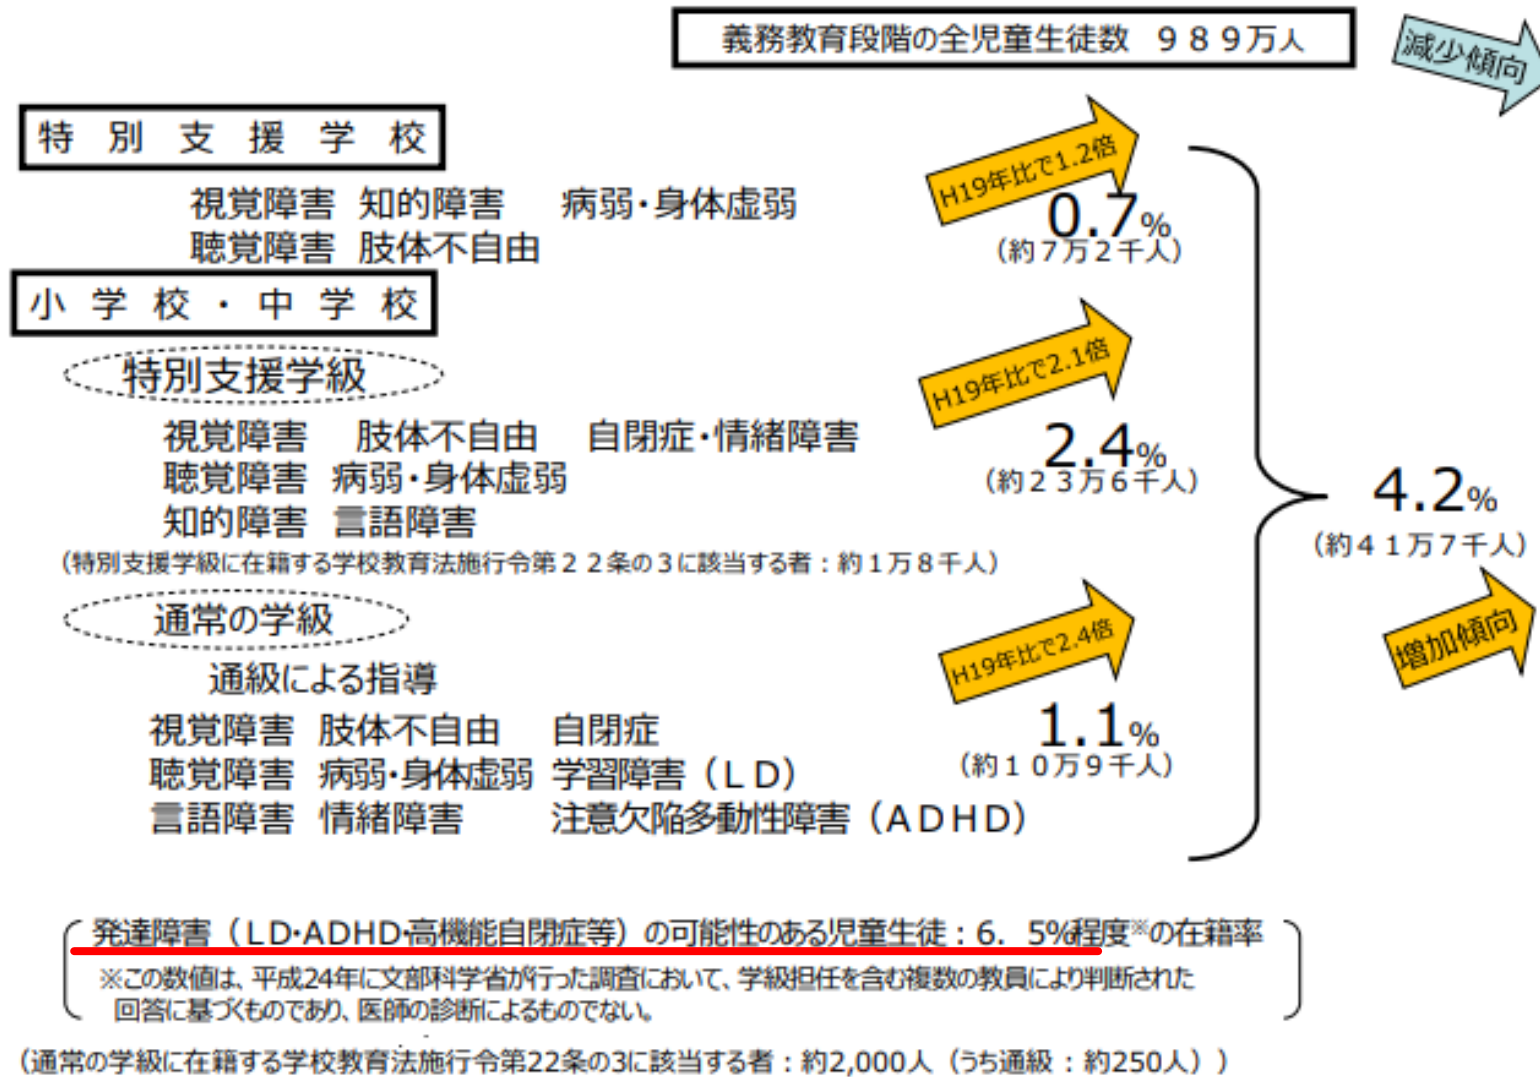 義務教育段階の全児童生徒数 989万人
減少傾向
特別支援学校
H19年比で1.2倍
視覚障害 知的障害 病弱・身体虚弱
0.7%
聴覚障害 肢体不自由
(約7万2千人)
小学校・中学校
特別支援学級
H19年比で2.1倍
視覚障害 肢体不自由 自閉症・情緒障害
2.4%
聴覚障害 病弱・身体虚弱
(約23万6千人)
知的障害 言語障害
(特別支援学級に在籍する学校教育法施行令第22条の3に該当する者:約1万8千人)
4.2%
(約41万7千人)
増加傾向
通常の学級
H19年比で2.4倍
通級による指導
視覚障害 肢体不自由 自閉症
1.1%
聴覚障害 病弱・身体虚弱 学習障害(LD)
(約10万9千人)
言語障害 情緒障害 注意欠陥多動性障害(ADHD)
発達障害(LD・ADHD・高機能自閉症等)の可能性のある児童生徒:6.5%程度※の在籍率
※この数値は、平成24年に文部科学省が行った調査において、学級担任を含む複数の教員により判断された
回答に基づくものであり、医師の診断によるものでない。
(通常の学級に在籍する学校教育法施行令第22条の3に該当する者:約2,000人(うち通級:約250人))